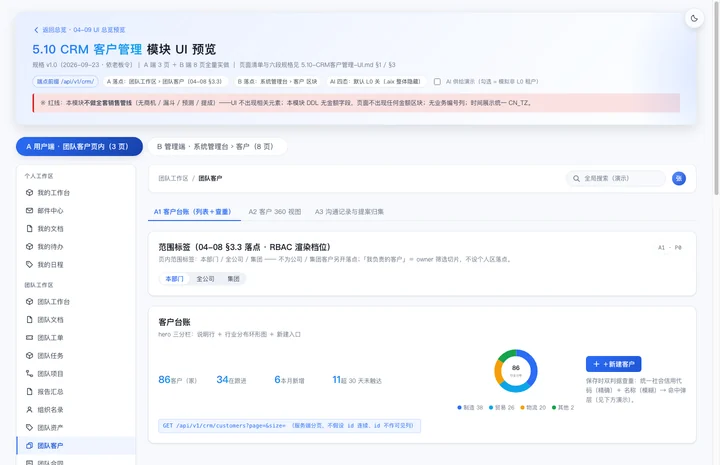 返回总览 · 04-09 UI 总览预览
5.10 CRM 客户管理 模块 UI 预览
规格 v1.0（2026-09-23 · 修老板令） | A 端 3 页 + B 端 8 页全量实做 | 页面清单与六段规格见 5.10-CRM客户管理-UI.md §1 / §3
端点前缀 /api/v1/crm/
A 落点：团队工作区 › 团队客户（04-08 §3.3）
B 落点：系统管理台 › 客户 区块
AI 四态：默认 L0 关（.aix 整体隐藏）
AI 供给演示（勾选 = 模拟非 L0 租户）
红线：本模块不做全套销售管线（无商机 / 漏斗 / 预测 / 提成）——UI 不出现相关元素；本模块 DDL 无金额字段，页面不出现任何金额区块；无业务编号列；时间展示统一 CN_TZ。
A 用户端 · 团队客户页内（3 页）
B 管理端 · 系统管理台 › 客户（8 页）
个人工作区
我的工作台
邮件中心
我的文档
我的待办
我的日程
团队工作区
团队工作台
团队文档
团队工单
团队任务
团队项目
报告汇总
组织名录
团队资产
团队客户
团队合同
团队工作区 / 团队客户
全局搜索（演示）
张
A1 客户台账（列表＋查重）
A2 客户 360 视图
A3 沟通记录与提案归集
范围标签（04-08 §3.3 落点 · RBAC 渲染档位）
A1 · P0
页内范围标签：本部门 / 全公司 / 集团 —— 不为公司 / 集团客户另开落点；「我负责的客户」= owner 筛选切片，不设个人区落点。
本部门
全公司
集团
客户台账
hero 三分栏：说明行 + 行业分布环形图 + 新建入口
86客户（家）
34在跟进
6本月新增
11超 30 天未触达
86
制造 38
贸易 26
物流 20
其他 2
＋新建客户
保存时双判据查重：统一社会信用代码（精确）+ 名称（模糊）→ 命中弹层（见下方演示）。
GET /api/v1/crm/customers?page=&size= （服务端分页，不假设 id 连续、id 不作可见列）